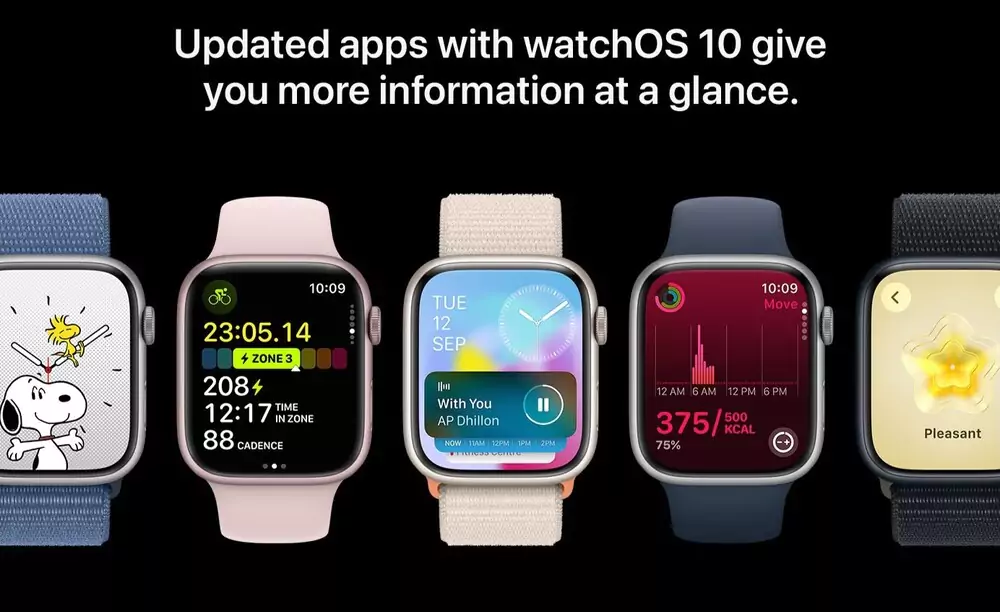 Updated apps with watchOS 10 give
you more information at a glance.
10:09
23:05.14
ZONE 3
208
12:17 TIME
IN ZONE
88 CADENCE
TUE
12
SEP
With You
AP Dhillon
NOW 11AM 12PM 1PM 2PM
Fitness Centre
10:09
Move
12 AM 6 AM 12 PM 6 PM
375/500
KCAL
75%
Pleasant